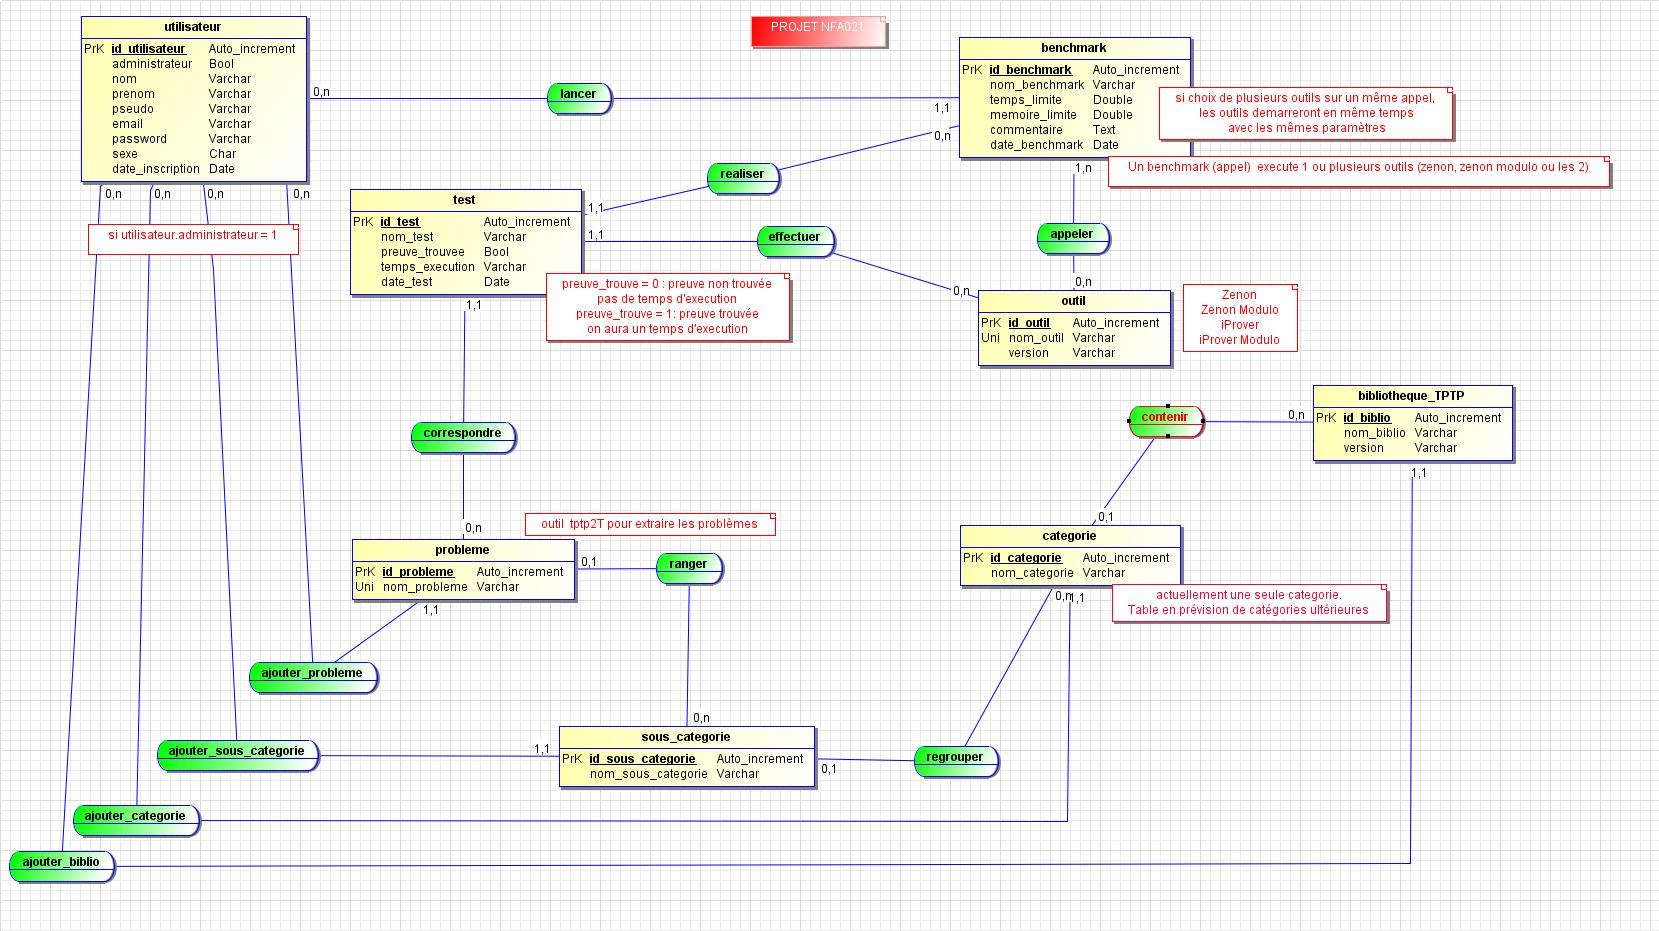 PROJET NFA021
utilisateur
PrK id_utilisateur Auto_increment
administrateur Bool
nom Varchar
prenom Varchar
pseudo Varchar
email Varchar
password Varchar
sexe Char
date_inscription Date
0,n
lancer
1,1
benchmark
PrK id_benchmark Auto_increment
nom_benchmark Varchar
temps_limite Double
memoire_limite Double
commentaire Text
date_benchmark Date
si choix de plusieurs outils sur un même appel,
les outils demarreront en même temps
avec les mêmes paramètres
Un benchmark (appel) execute 1 ou plusieurs outils (zenon, zenon modulo ou les 2)
0,n
realiser
1,1
1,n
appeler
0,n
0,n
0,n
0,n
0,n
si utilisateur.administrateur = 1
test
PrK id_test Auto_increment
nom_test Varchar
preuve_trouvee Bool
temps_execution Varchar
date_test Date
1,1
effectuer
0,n
preuve_trouve = 0 : preuve non trouvée
pas de temps d'execution
preuve_trouve = 1: preuve trouvée
on aura un temps d'execution
outil
PrK id_outil Auto_increment
Uni nom_outil Varchar
version Varchar
Zenon
Zenon Modulo
iProver
iProver Modulo
1,1
correspondre
0,n
contenir
0,n
0,1
bibliotheque_TPTP
PrK id_biblio Auto_increment
nom_biblio Varchar
version Varchar
1,1
outil tptp2T pour extraire les problèmes
probleme
PrK id_probleme Auto_increment
Uni nom_probleme Varchar
0,1
ranger
1,1
categorie
PrK id_categorie Auto_increment
nom_categorie Varchar
0,n
1,1
actuellement une seule categorie.
Table en prévision de catégories ultérieures
ajouter_probleme
0,n
ajouter_sous_categorie
1,1
sous_categorie
PrK id_sous_categorie Auto_increment
nom_sous_categorie Varchar
0,1
regrouper
ajouter_categorie
ajouter_biblio